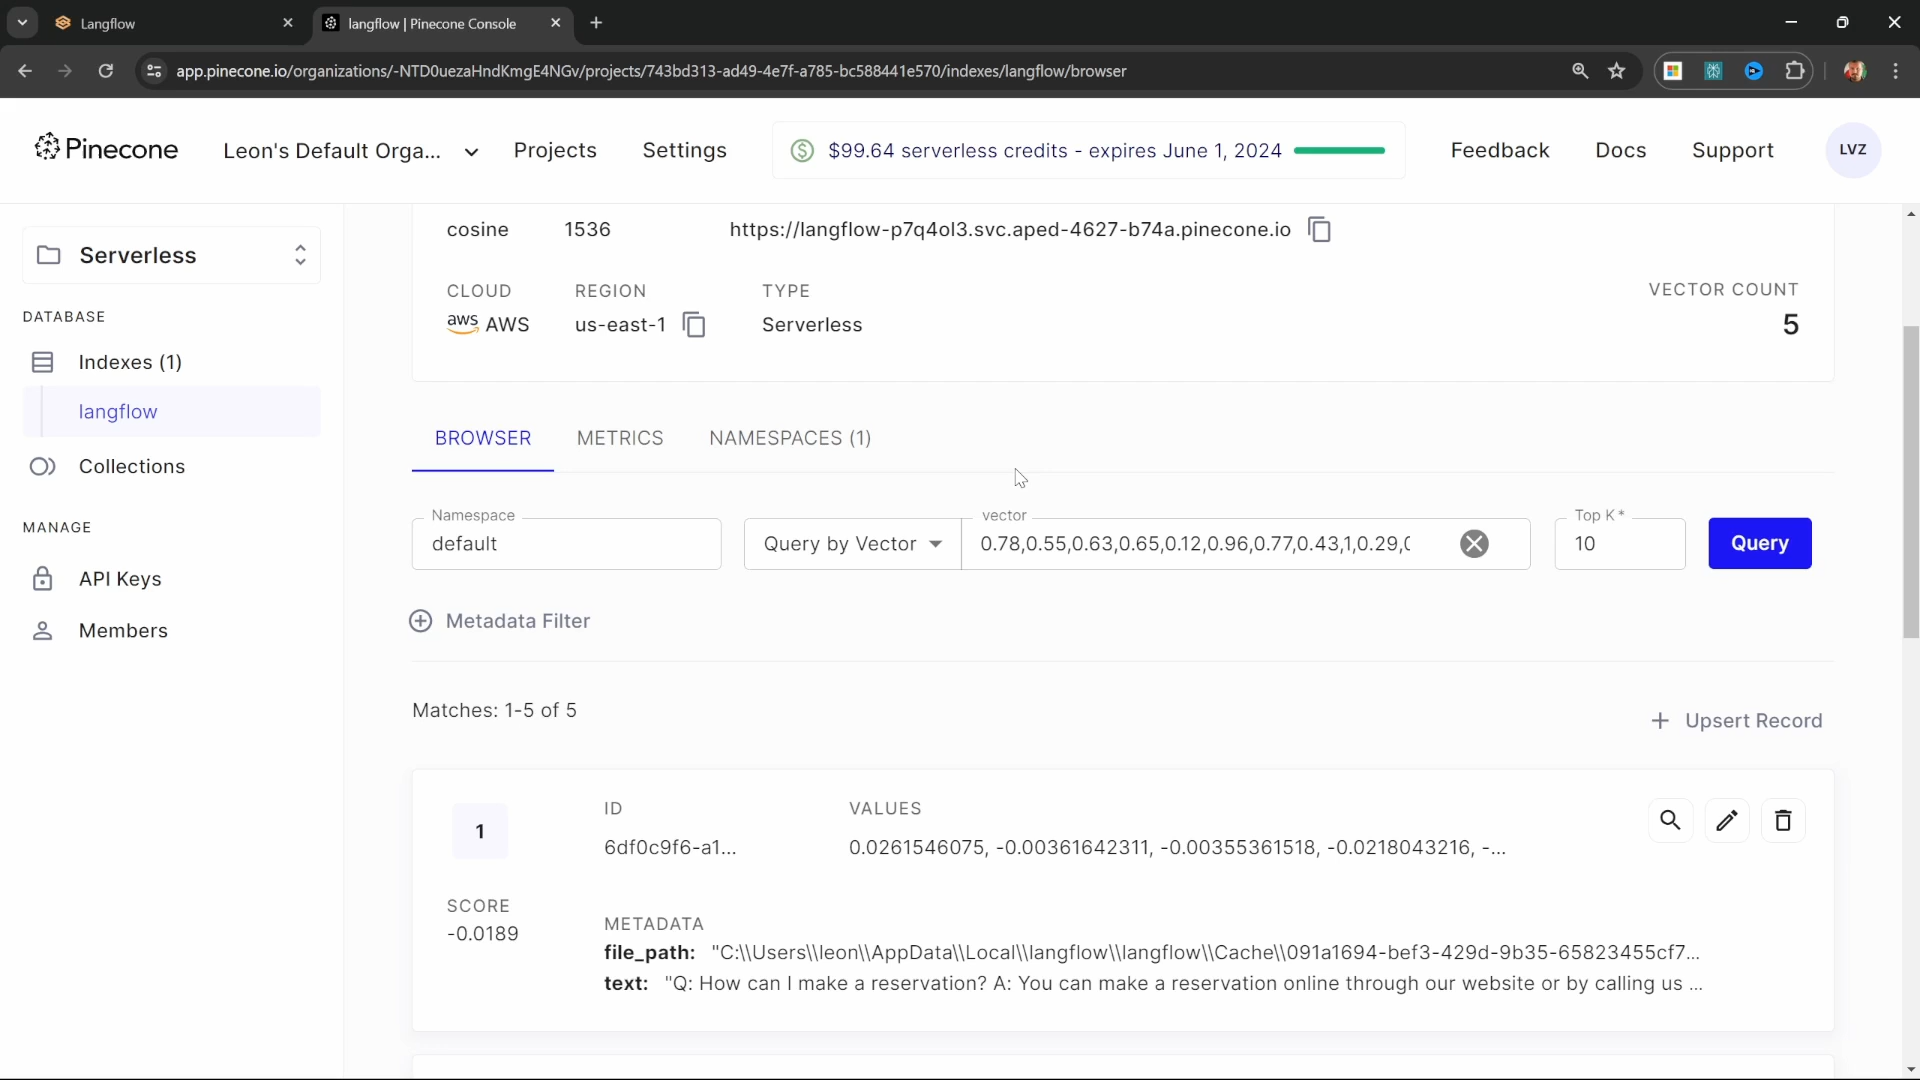 Langflow
langflow | Pinecone Console
app.pinecone.io/organizations/-NTD0uezaHndKmgE4NGv/projects/743bd313-ad49-4e7f-a785-bc588441e570/indexes/langflow/browser
Pinecone
Leon's Default Orga...
Projects
Settings
$99.64 serverless credits - expires June 1, 2024
Feedback
Docs
Support
LVZ
Serverless
DATABASE
Indexes (1)
langflow
Collections
MANAGE
API Keys
Members
cosine 1536 https://langflow-p7q4ol3.svc.aped-4627-b74a.pinecone.io
CLOUD REGION TYPE VECTOR COUNT
aws AWS us-east-1 Serverless 5
BROWSER METRICS NAMESPACES (1)
Namespace vector Top K *
default Query by Vector 0.78,0.55,0.63,0.65,0.12,0.96,0.77,0.43,1,0.29,0 10 Query
Metadata Filter
Matches: 1-5 of 5
Upsert Record
ID VALUES
1 6df0c9f6-a1... 0.0261546075, -0.00361642311, -0.00355361518, -0.0218043216, -...
SCORE
-0.0189
METADATA
file_path: "C:\\Users\\leon\\AppData\\Local\\langflow\\langflow\\Cache\\091a1694-bef3-429d-9b35-65823455cf7...
text: "Q: How can I make a reservation? A: You can make a reservation online through our website or by calling us ...